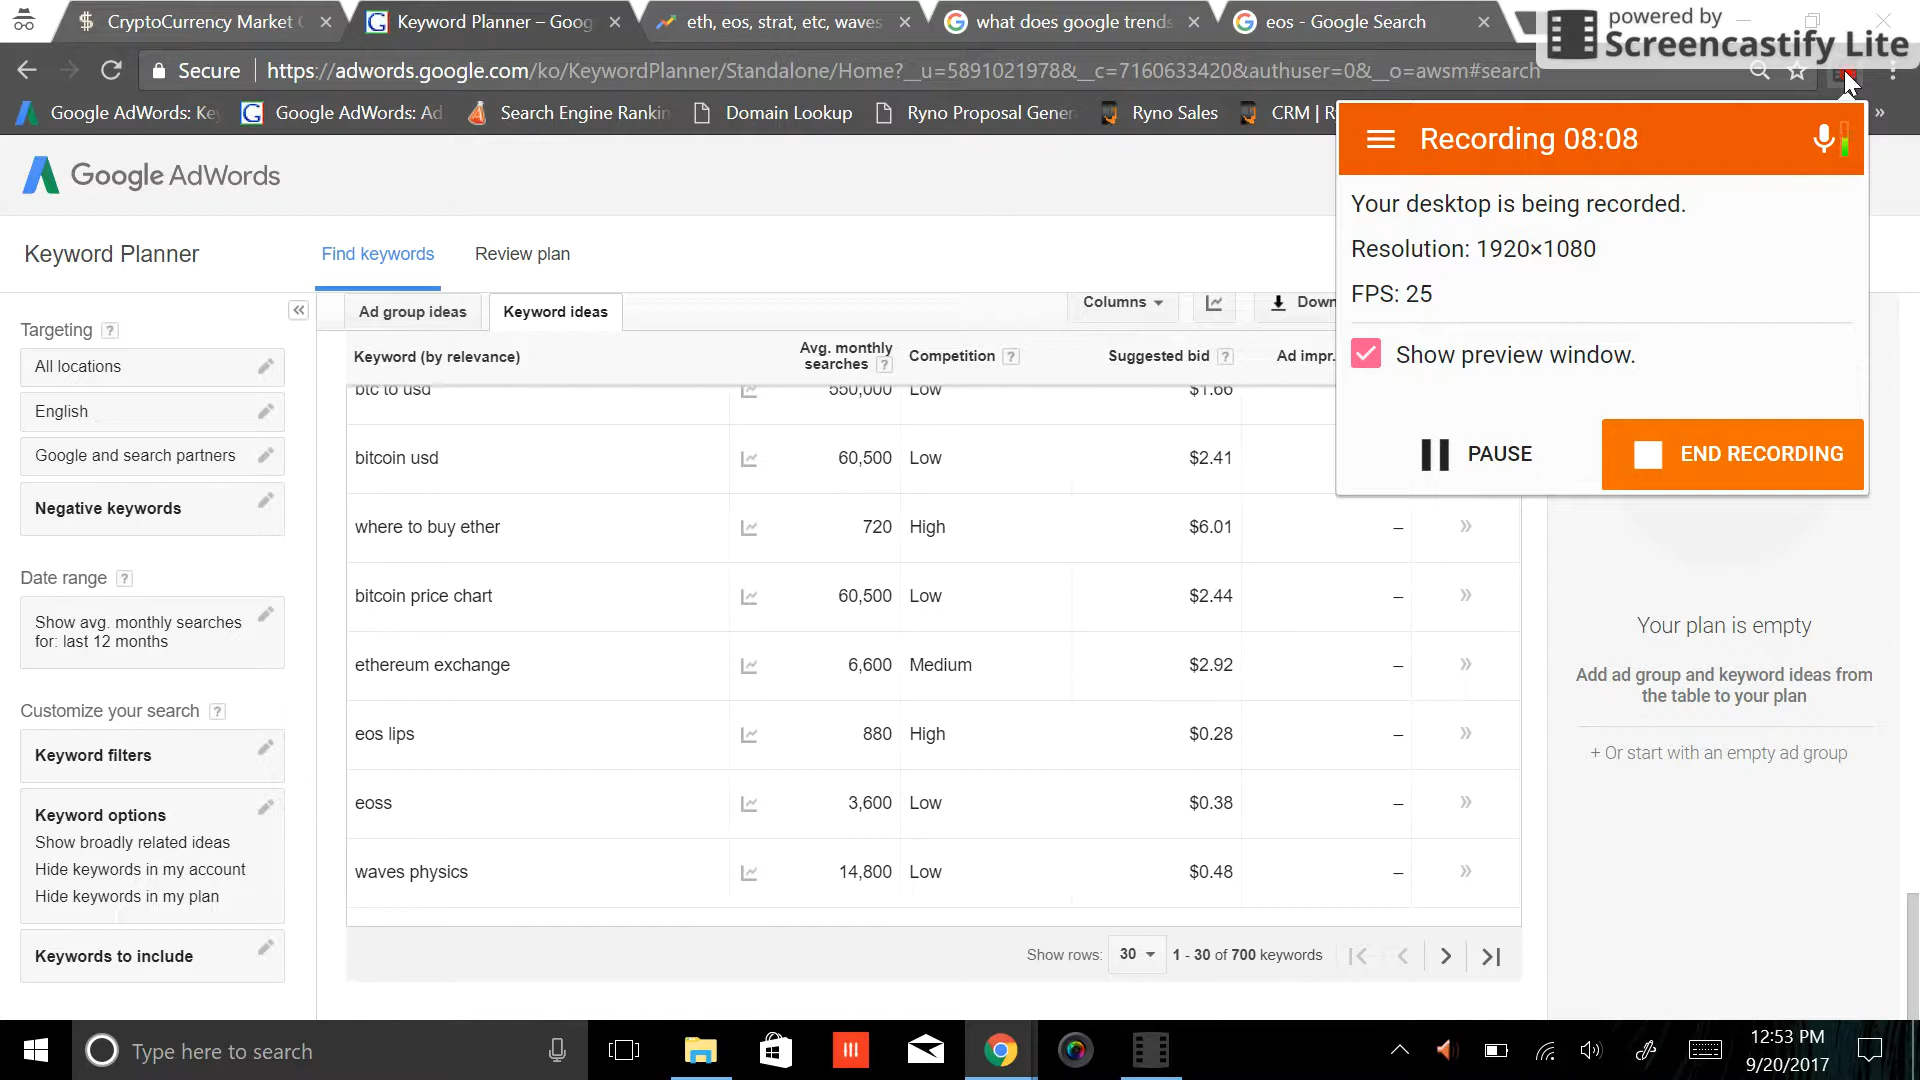 CryptoCurrency Market
Keyword Planner – Goog
eth, eos, strat, etc, waves
what does google trends
eos - Google Search
powered by
Screencastify Lite
Secure
https://adwords.google.com/ko/KeywordPlanner/Standalone/Home?__u=5891021978&__c=7160633420&authuser=0&__o=awsm#search
Google AdWords: Key
Google AdWords: Ad
Search Engine Rankin
Domain Lookup
Ryno Proposal Gener
Ryno Sales
CRM | R
»
Google AdWords
Recording 08:08
Your desktop is being recorded.
Resolution: 1920×1080
FPS: 25
Show preview window.
PAUSE
END RECORDING
Keyword Planner
Find keywords
Review plan
Targeting ?
All locations
English
Google and search partners
Negative keywords
Date range ?
Show avg. monthly searches
for: last 12 months
Customize your search ?
Keyword filters
Keyword options
Show broadly related ideas
Hide keywords in my account
Hide keywords in my plan
Keywords to include
«
Ad group ideas
Keyword ideas
Columns
Down
Keyword (by relevance)
Avg. monthly
searches ?
Competition ?
Suggested bid ?
Ad impr.
btc to usd 550,000 Low $1.66
bitcoin usd 60,500 Low $2.41
where to buy ether 720 High $6.01 – »
bitcoin price chart 60,500 Low $2.44 – »
ethereum exchange 6,600 Medium $2.92 – »
eos lips 880 High $0.28 – »
eoss 3,600 Low $0.38 – »
waves physics 14,800 Low $0.48 – »
Show rows: 30 1 - 30 of 700 keywords
Your plan is empty
Add ad group and keyword ideas from
the table to your plan
+ Or start with an empty ad group
Type here to search
12:53 PM
9/20/2017